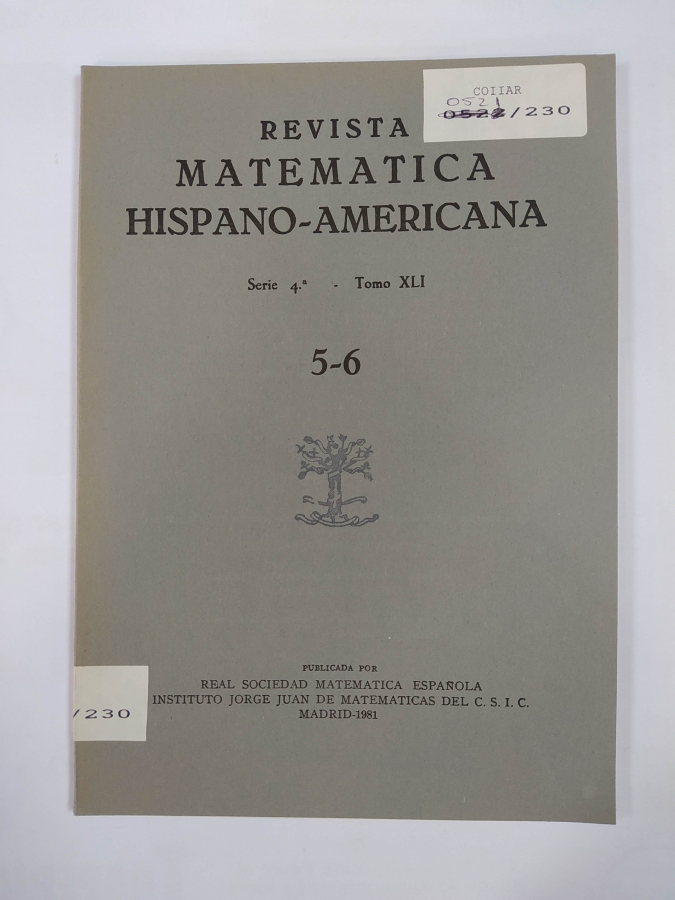 COIIAR
0521
0522/230
REVISTA
MATEMATICA
HISPANO-AMERICANA
Serie 4.ª - Tomo XLI
5-6
PUBLICADA POR
REAL SOCIEDAD MATEMATICA ESPAÑOLA
INSTITUTO JORGE JUAN DE MATEMATICAS DEL C. S. I. C.
MADRID-1981
/230